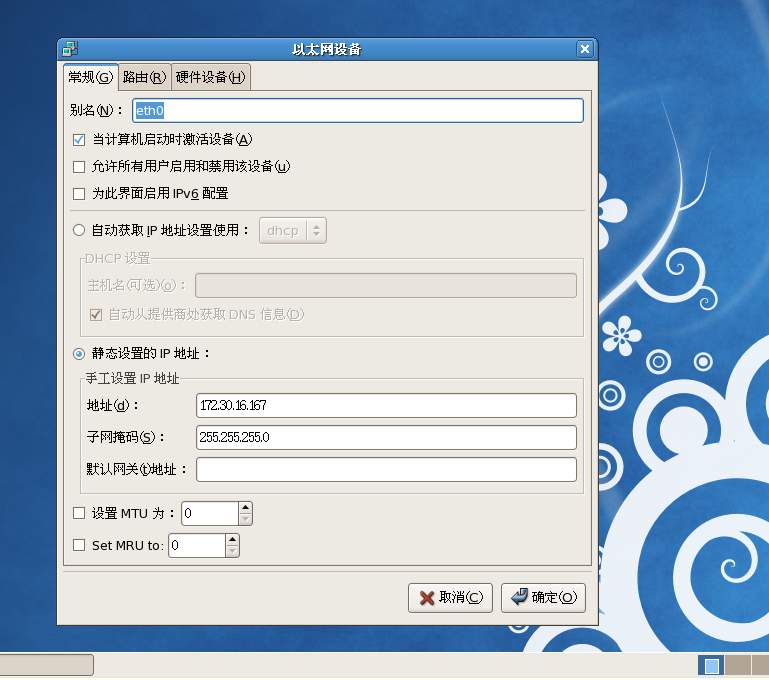 以太网设备
常规(G) 路由(R) 硬件设备(H)
别名(N)： eth0
当计算机启动时激活设备(A)
允许所有用户启用和禁用该设备(u)
为此界面启用 IPv6 配置
自动获取 IP 地址设置使用： dhcp
DHCP 设置
主机名(可选)(o)：
自动从提供商处获取 DNS 信息(D)
静态设置的 IP 地址：
手工设置 IP 地址
地址(d)： 172.30.16.167
子网掩码(S)： 255.255.255.0
默认网关(t)地址：
设置 MTU 为： 0
Set MRU to: 0
取消(C) 确定(O)